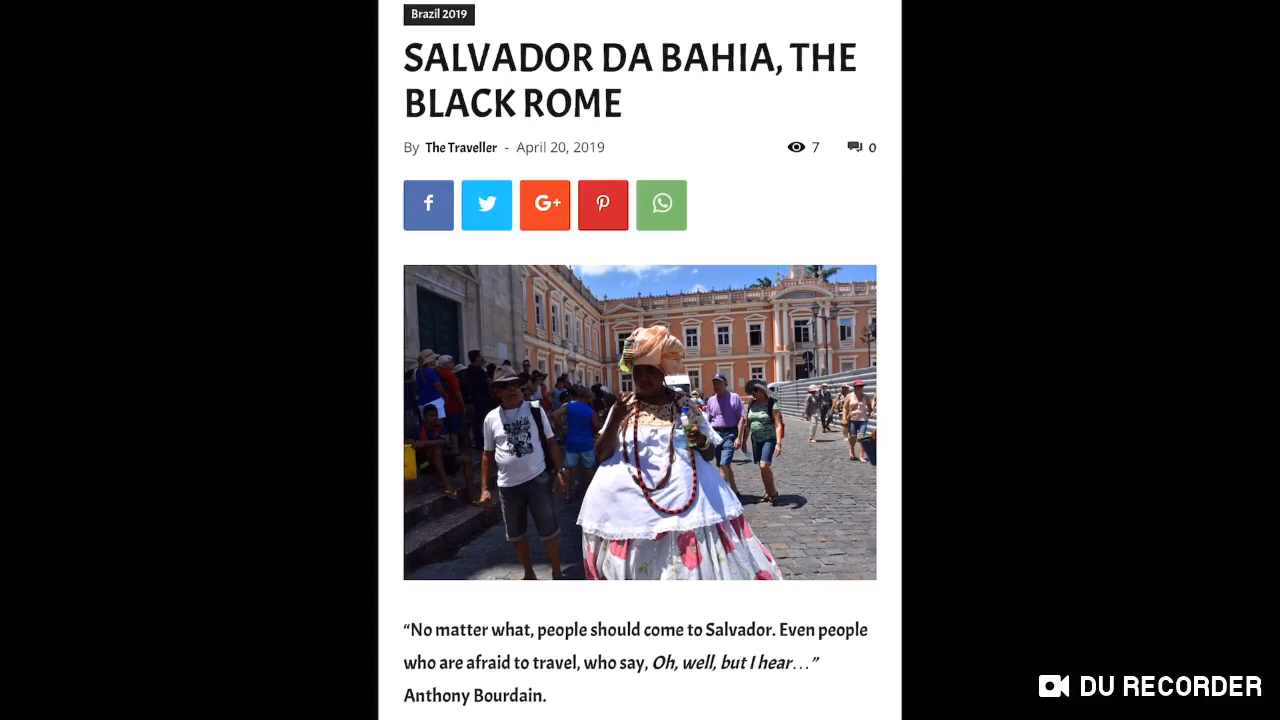 Brazil 2019
SALVADOR DA BAHIA, THE
BLACK ROME
By The Traveller - April 20, 2019
7
0
f
G+
“No matter what, people should come to Salvador. Even people
who are afraid to travel, who say, Oh, well, but I hear…”
Anthony Bourdain.
DU RECORDER